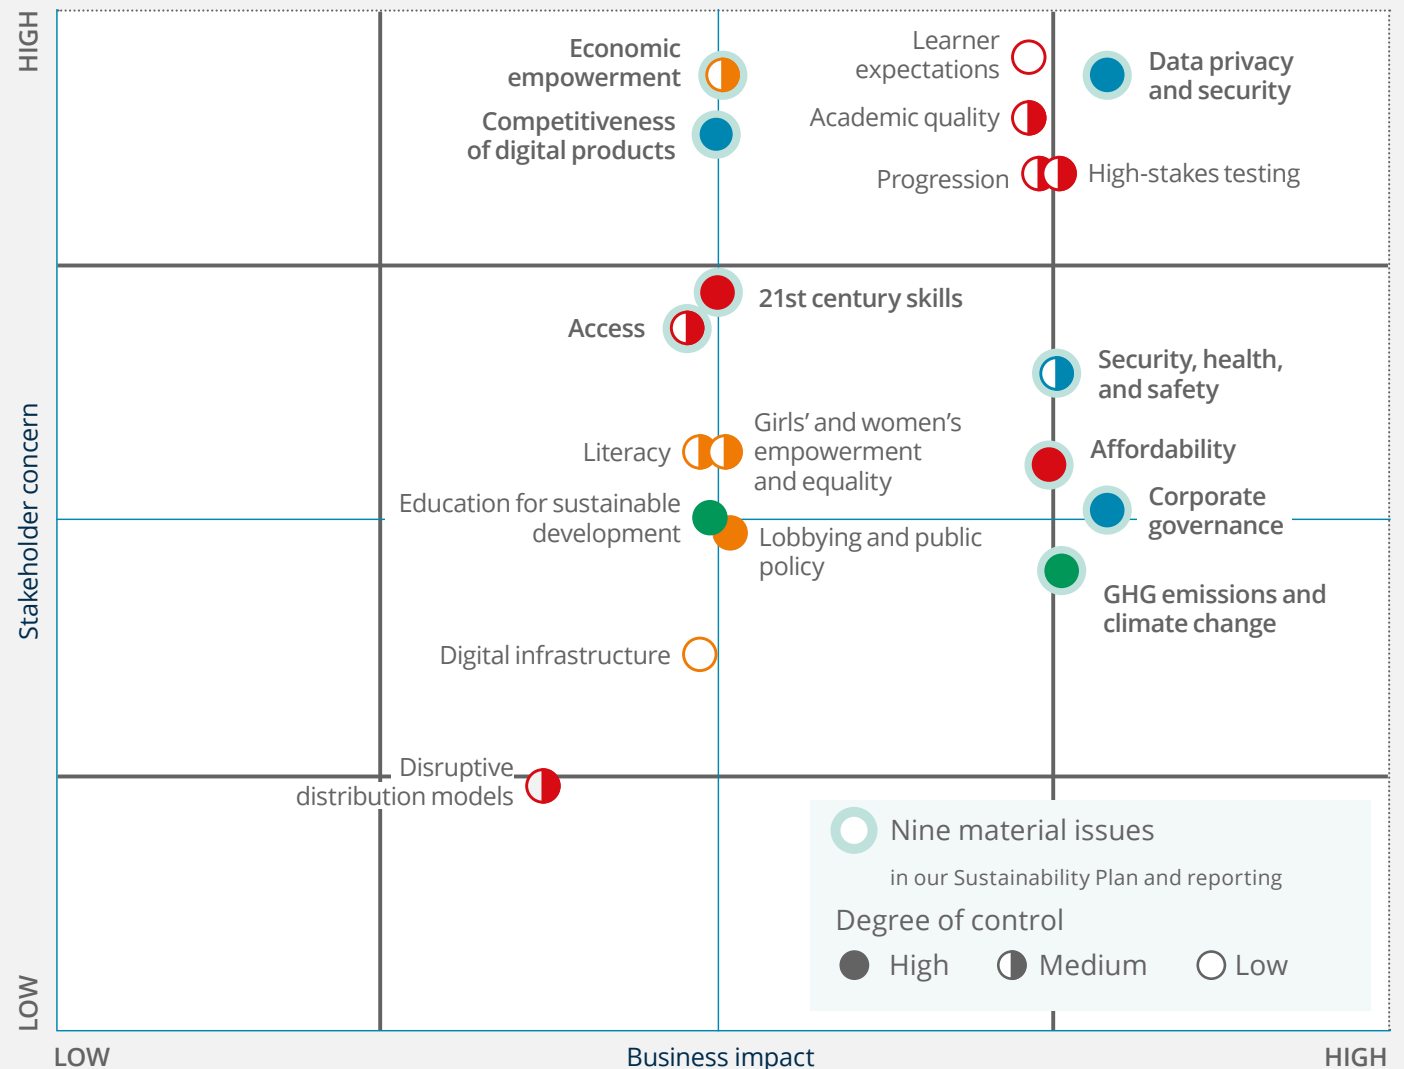 HIGH
Economic
empowerment
Learner
expectations
Data privacy
and security
Competitiveness
of digital products
Academic quality
Progression
High-stakes testing
21st century skills
Access
Security, health,
and safety
Stakeholder concern
Literacy
Girls’ and women’s
empowerment
and equality
Affordability
Education for sustainable
development
Corporate
governance
Lobbying and public
policy
GHG emissions and
climate change
Digital infrastructure
Disruptive
distribution models
Nine material issues
in our Sustainability Plan and reporting
Degree of control
High
Medium
Low
LOW
LOW
Business impact
HIGH